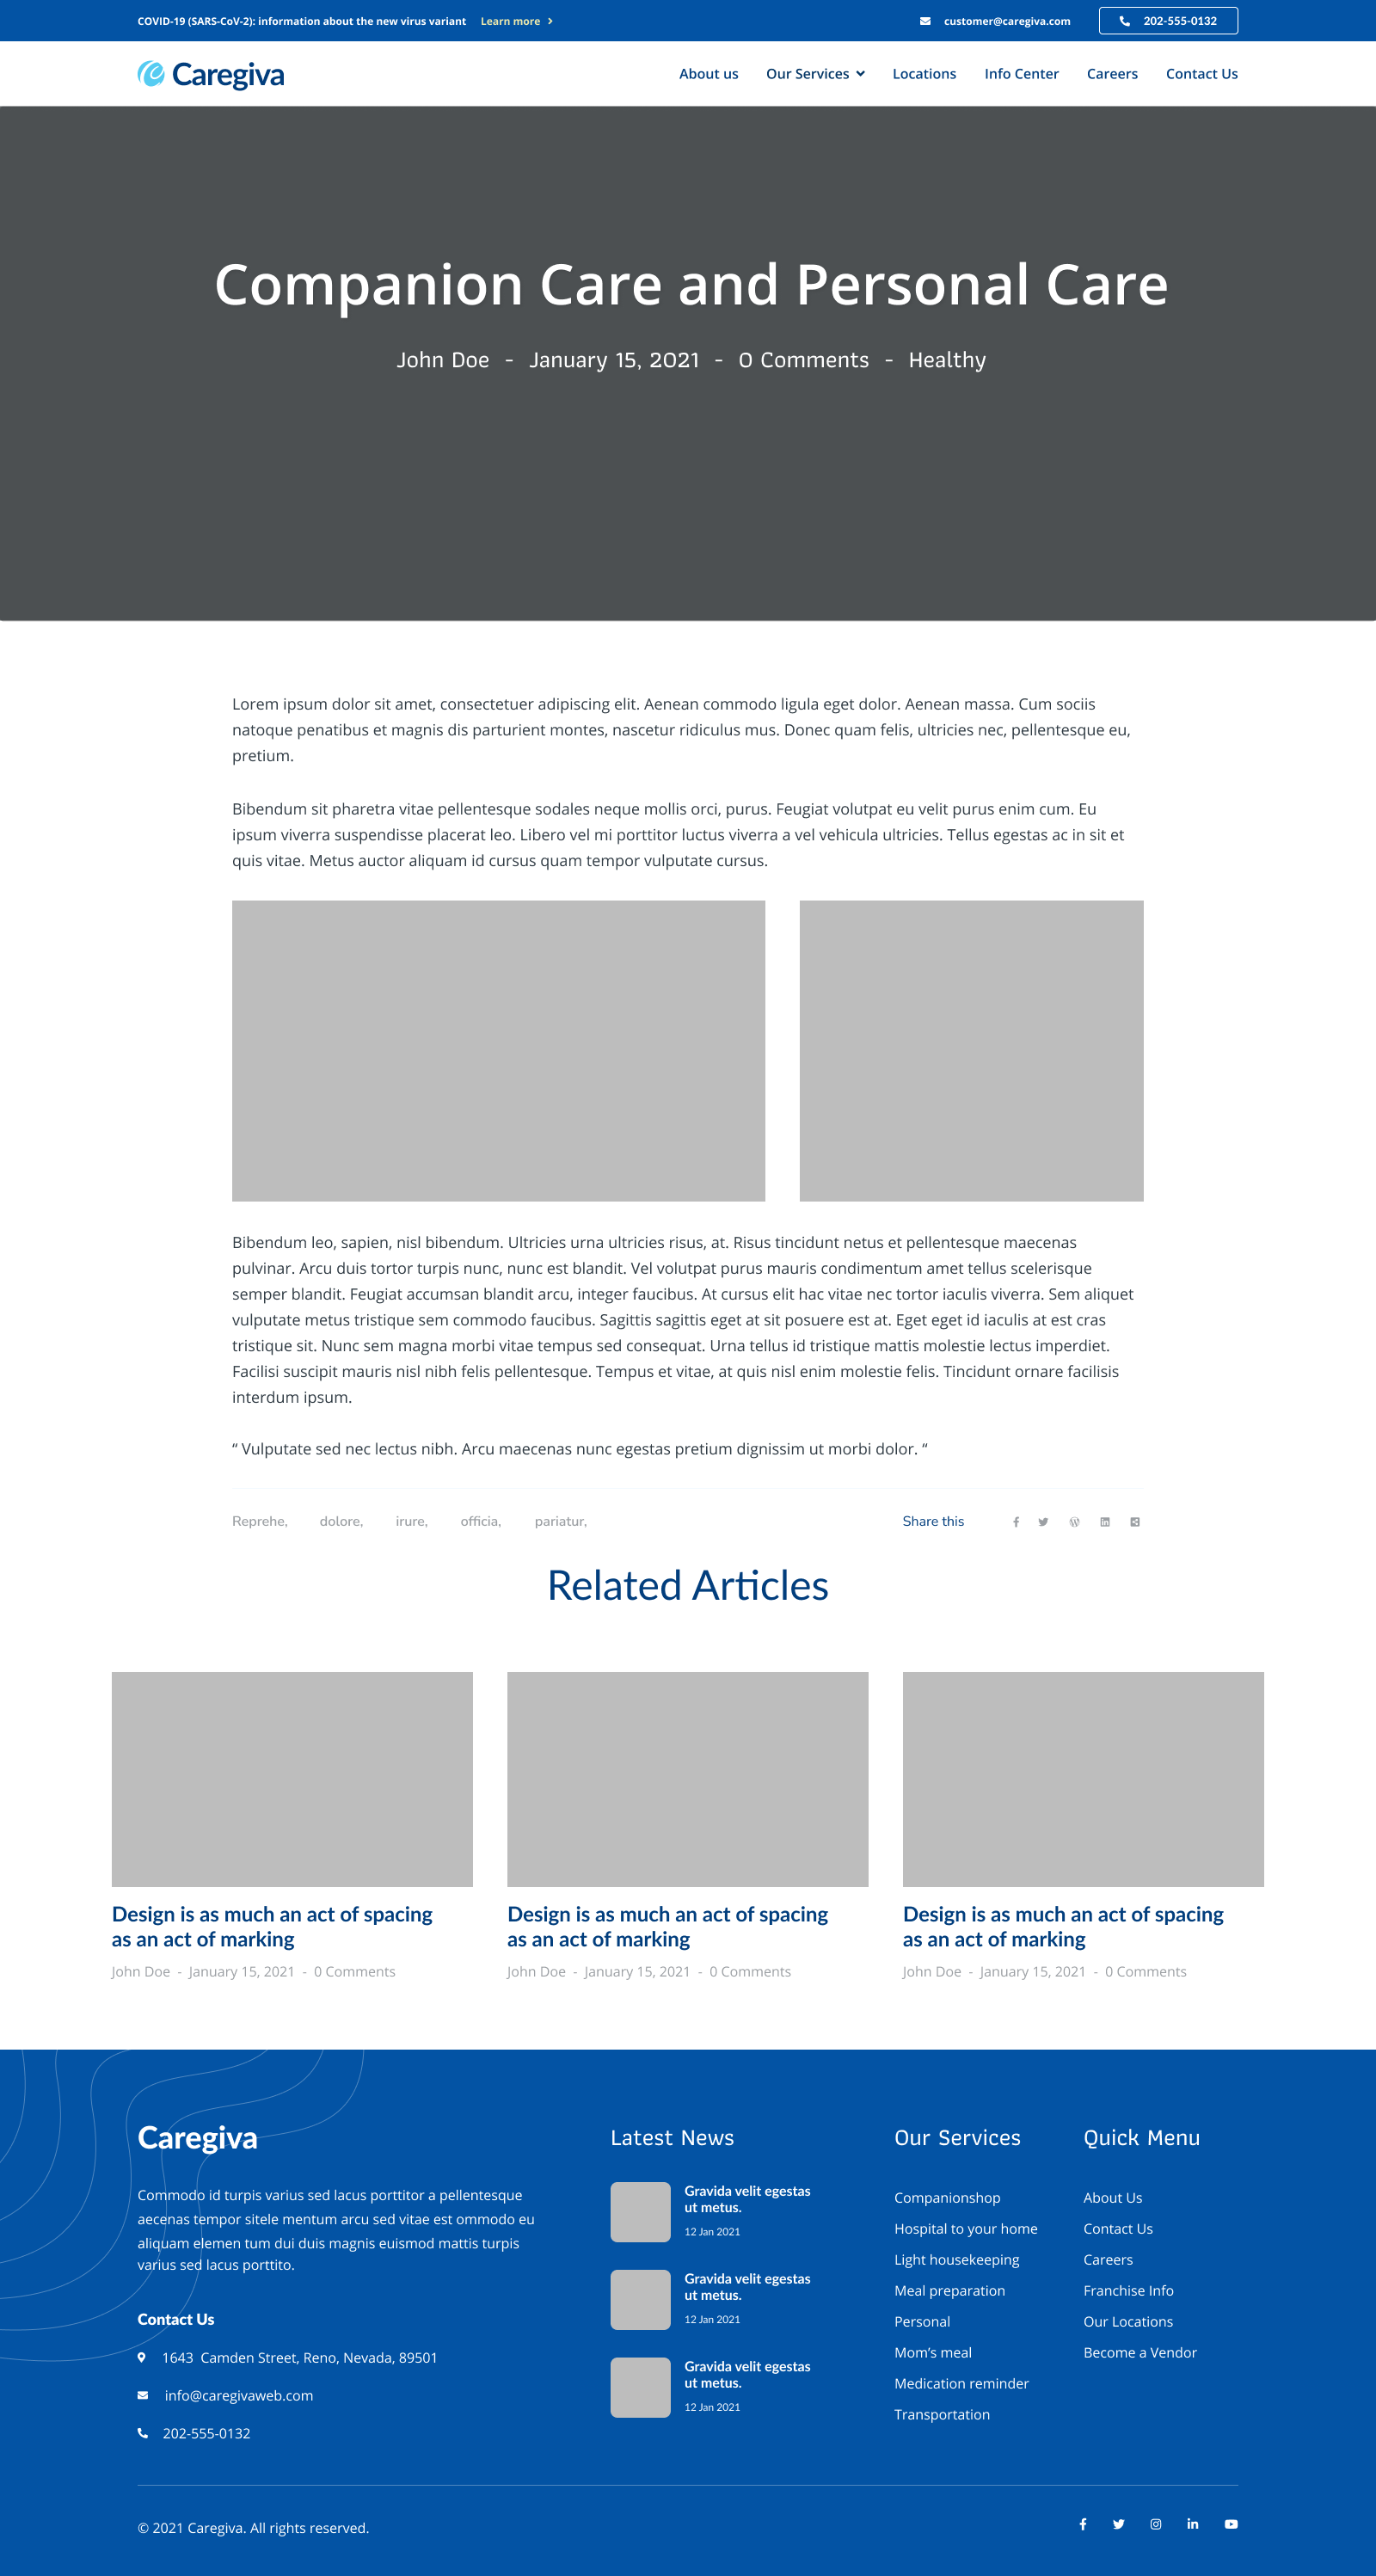 COVID-19 (SARS-CoV-2): information about the new virus variant Learn more
customer@caregiva.com
202-555-0132
Caregiva
About us Our Services Locations Info Center Careers Contact Us
Companion Care and Personal Care
John Doe - January 15, 2021 - 0 Comments - Healthy
Lorem ipsum dolor sit amet, consectetuer adipiscing elit. Aenean commodo ligula eget dolor. Aenean massa. Cum sociis
natoque penatibus et magnis dis parturient montes, nascetur ridiculus mus. Donec quam felis, ultricies nec, pellentesque eu,
pretium.
Bibendum sit pharetra vitae pellentesque sodales neque mollis orci, purus. Feugiat volutpat eu velit purus enim cum. Eu
ipsum viverra suspendisse placerat leo. Libero vel mi porttitor luctus viverra a vel vehicula ultricies. Tellus egestas ac in sit et
quis vitae. Metus auctor aliquam id cursus quam tempor vulputate cursus.
Bibendum leo, sapien, nisl bibendum. Ultricies urna ultricies risus, at. Risus tincidunt netus et pellentesque maecenas
pulvinar. Arcu duis tortor turpis nunc, nunc est blandit. Vel volutpat purus mauris condimentum amet tellus scelerisque
semper blandit. Feugiat accumsan blandit arcu, integer faucibus. At cursus elit hac vitae nec tortor iaculis viverra. Sem aliquet
vulputate metus tristique sem commodo faucibus. Sagittis sagittis eget at sit posuere est at. Eget eget id iaculis at est cras
tristique sit. Nunc sem magna morbi vitae tempus sed consequat. Urna tellus id tristique mattis molestie lectus imperdiet.
Facilisi suscipit mauris nisl nibh felis pellentesque. Tempus et vitae, at quis nisl enim molestie felis. Tincidunt ornare facilisis
interdum ipsum.
“ Vulputate sed nec lectus nibh. Arcu maecenas nunc egestas pretium dignissim ut morbi dolor. “
Reprehe, dolore, irure, officia, pariatur,
Share this
Related Articles
Design is as much an act of spacing
as an act of marking
John Doe - January 15, 2021 - 0 Comments
Design is as much an act of spacing
as an act of marking
John Doe - January 15, 2021 - 0 Comments
Design is as much an act of spacing
as an act of marking
John Doe - January 15, 2021 - 0 Comments
Caregiva
Commodo id turpis varius sed lacus porttitor a pellentesque
aecenas tempor sitele mentum arcu sed vitae est ommodo eu
aliquam elemen tum dui duis magnis euismod mattis turpis
varius sed lacus porttito.
Contact Us
1643 Camden Street, Reno, Nevada, 89501
info@caregivaweb.com
202-555-0132
Latest News
Gravida velit egestas
ut metus.
12 Jan 2021
Gravida velit egestas
ut metus.
12 Jan 2021
Gravida velit egestas
ut metus.
12 Jan 2021
Our Services
Companionshop
Hospital to your home
Light housekeeping
Meal preparation
Personal
Mom’s meal
Medication reminder
Transportation
Quick Menu
About Us
Contact Us
Careers
Franchise Info
Our Locations
Become a Vendor
© 2021 Caregiva. All rights reserved.